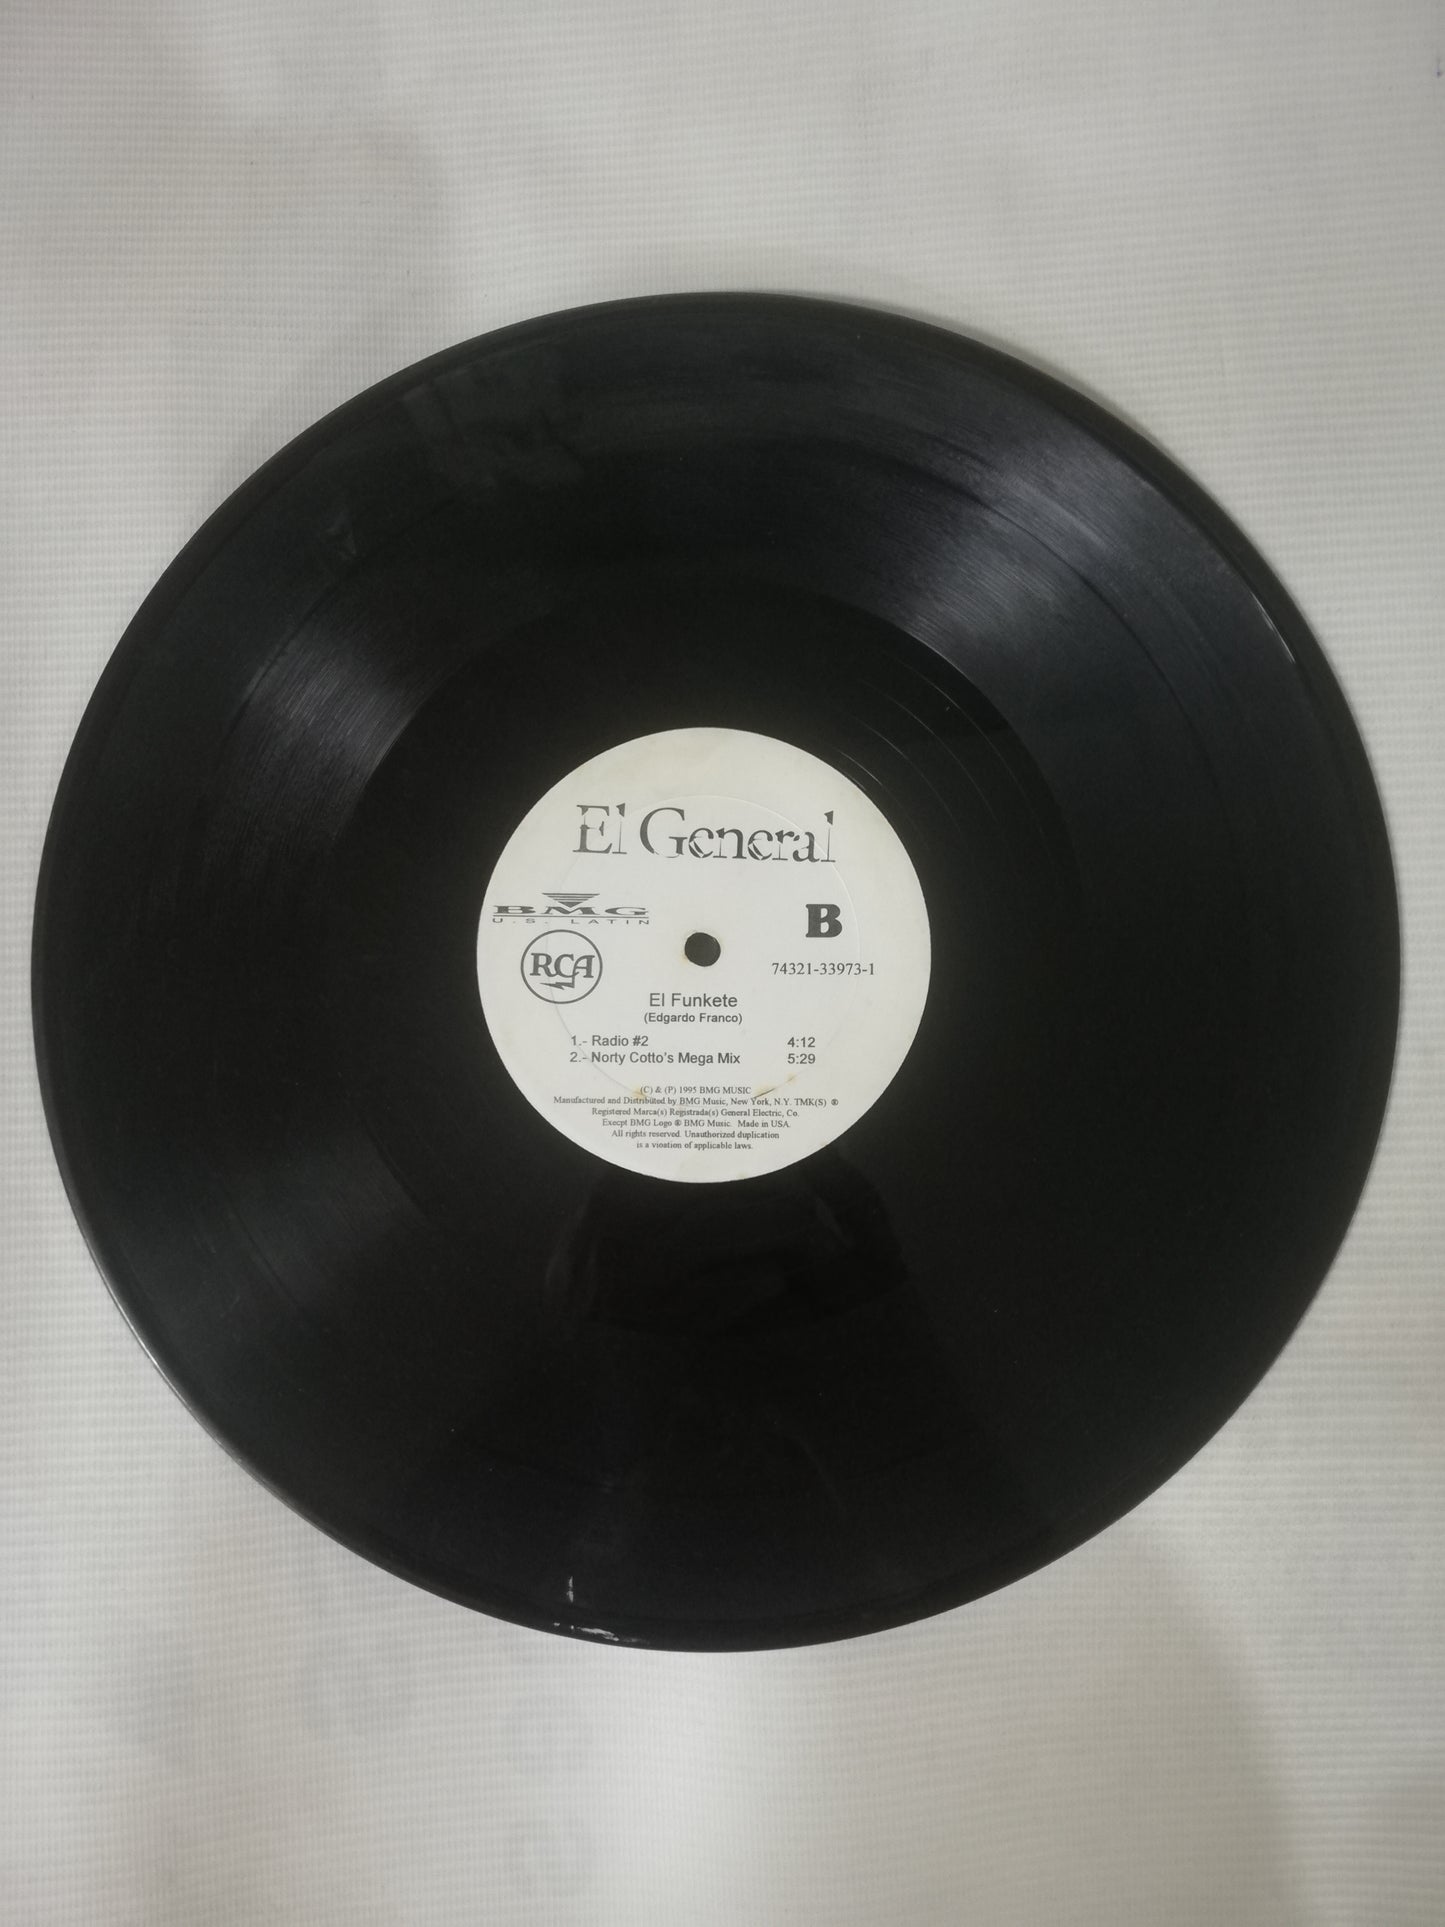 El General
BMG
U.S. LATIN
B
RCA
74321-33973-1
El Funkete
(Edgardo Franco)
1.- Radio #2 4:12
2.- Norty Cotto's Mega Mix 5:29
(C) & (P) 1995 BMG MUSIC
Manufactured and Distributed by BMG Music, New York, N.Y. TMK(S) ®
Registered Marca(s) Registrada(s) General Electric, Co.
Execpt BMG Logo ® BMG Music. Made in USA.
All rights reserved. Unauthorized duplication
is a vioation of applicable laws.